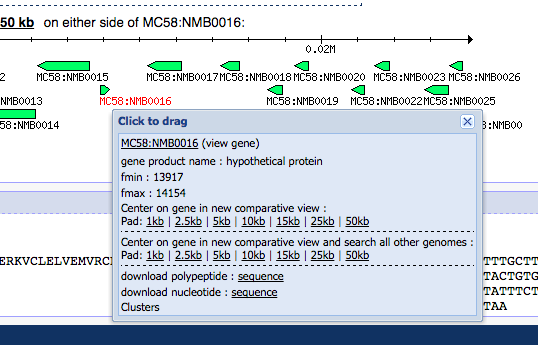 50 kb on either side of MC58:NMB0016:
0.02M
2 MC58:NMB0015 MC58:NMB0017 MC58:NMB0018 MC58:NMB0020 MC58:NMB0023 MC58:NMB0026
NMB0013 MC58:NMB0016 MC58:NMB0019 MC58:NMB0022 MC58:NMB0025
58:NMB0014 8:NMB00
Click to drag
MC58:NMB0016 (view gene)
gene product name : hypothetical protein
fmin : 13917
fmax : 14154
Center on gene in new comparative view :
Pad: 1kb | 2.5kb | 5kb | 10kb | 15kb | 25kb | 50kb
Center on gene in new comparative view and search all other genomes :
Pad: 1kb | 2.5kb | 5kb | 10kb | 15kb | 25kb | 50kb
download polypeptide : sequence
download nucleotide : sequence
Clusters
ERKVCLELVEMVRC TTTGCTT
TACTGTG
TATTTCT
TAA